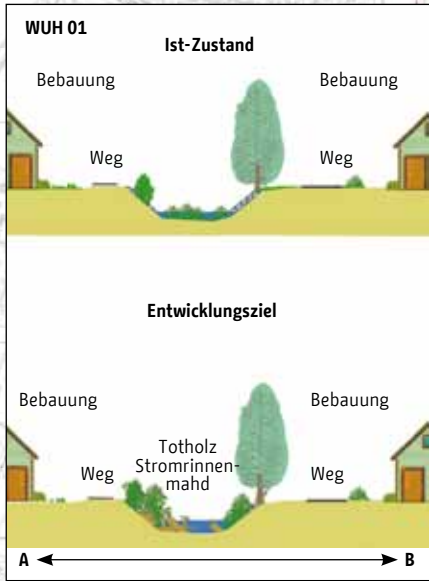 WUH 01
Ist-Zustand
Bebauung
Bebauung
Weg
Weg
Entwicklungsziel
Bebauung
Bebauung
Totholz
Stromrinnen-
mahd
Weg
Weg
A
B